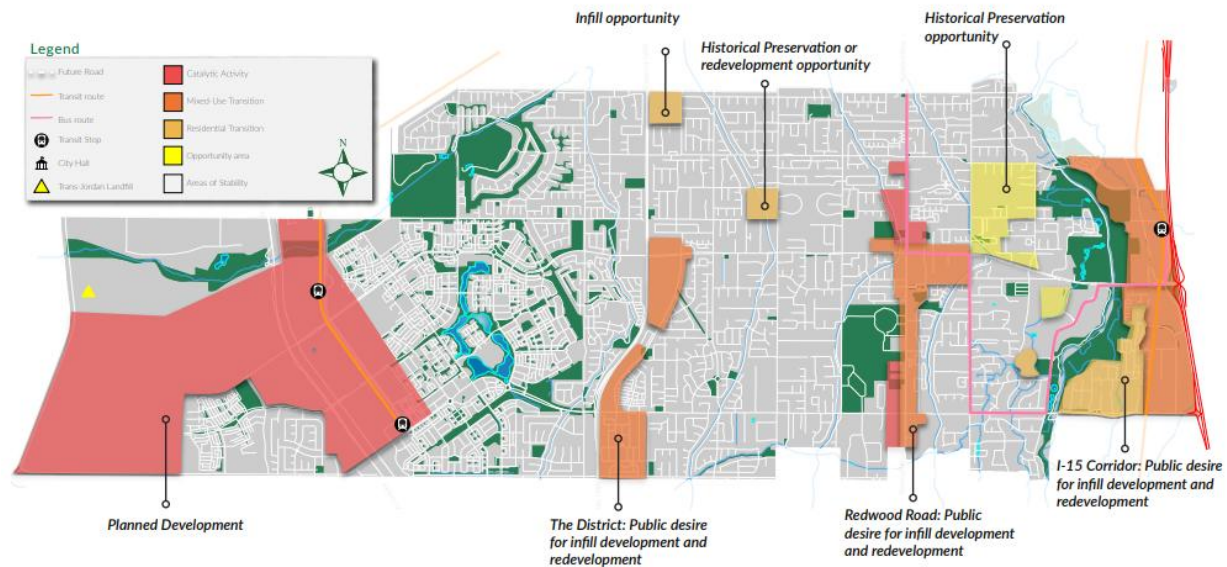 Infill opportunity
Historical Preservation
opportunity
Historical Preservation or
redevelopment opportunity
Legend
Future Road
Transit route
Bus route
Transit Stop
City Hall
Trans-Jordan Landfill
Catalytic Activity
Mixed-Use Transition
Residential Transition
Opportunity area
Areas of Stability
N
Planned Development
The District: Public desire
for infill development and
redevelopment
Redwood Road: Public
desire for infill development
and redevelopment
I-15 Corridor: Public desire
for infill development and
redevelopment